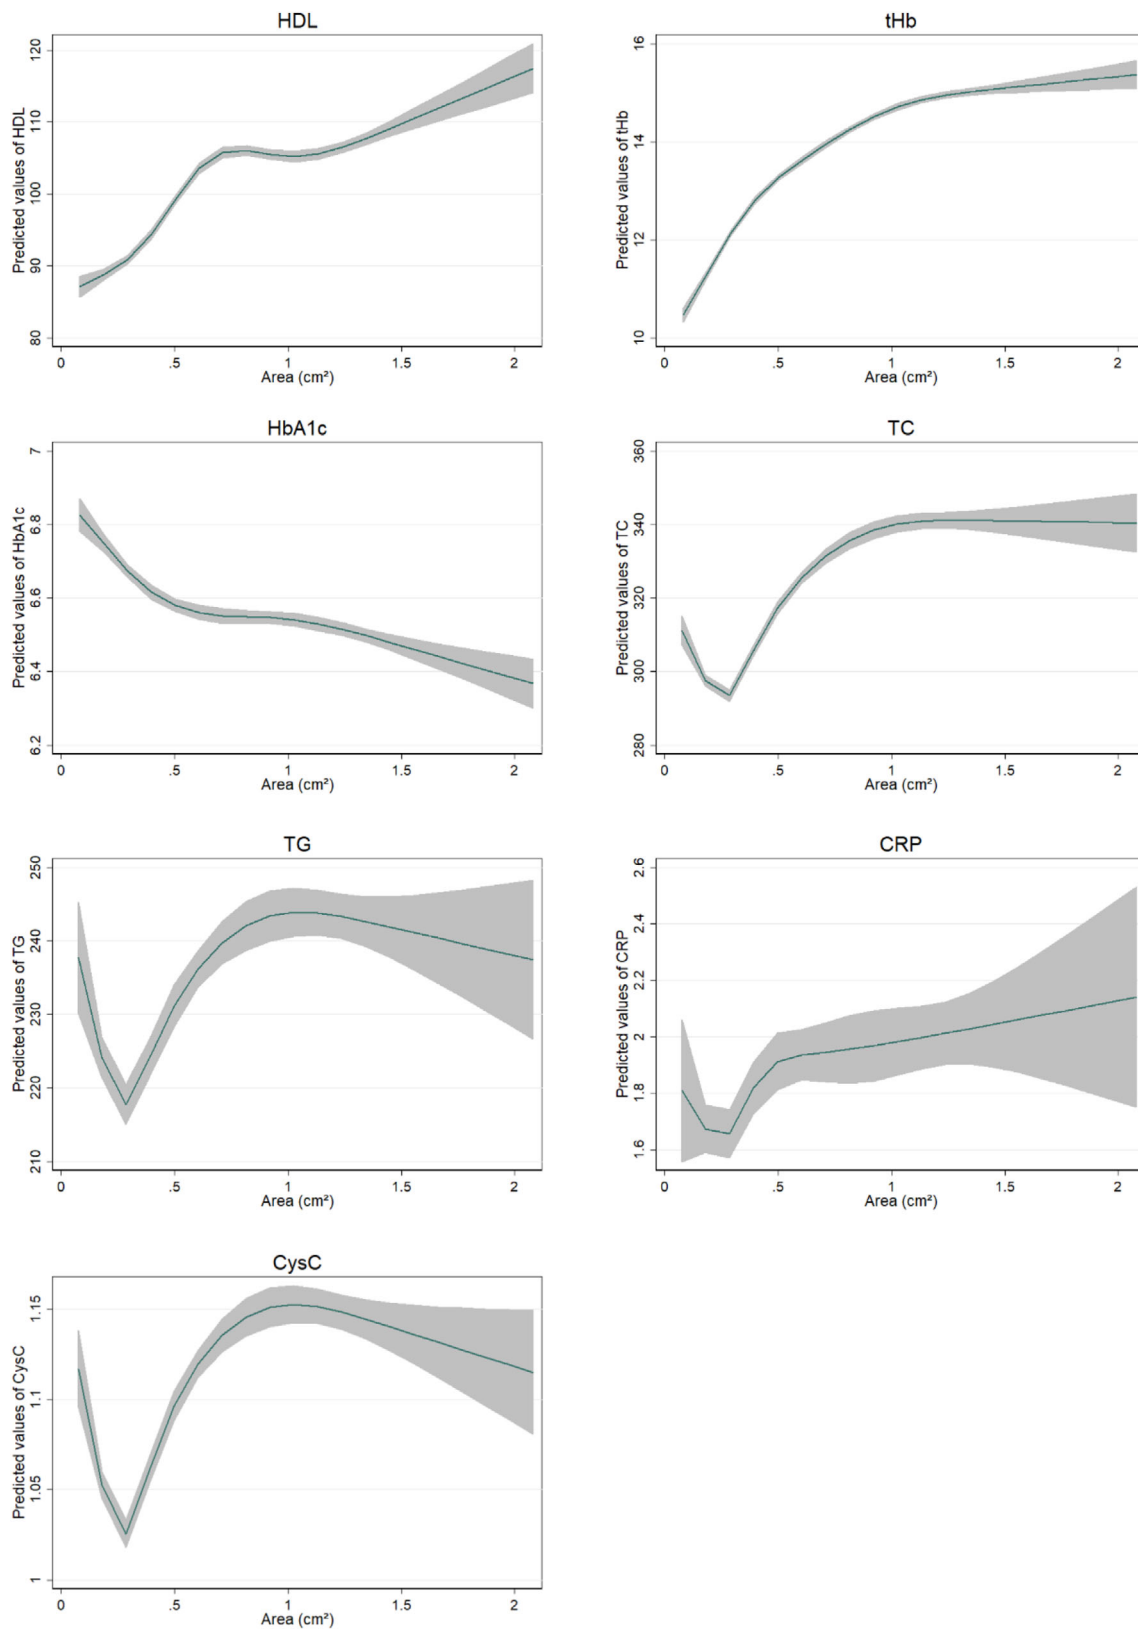 HDL
Predicted values of HDL
120
110
100
90
80
0 .5 1 1.5 2
Area (cm²)
tHb
Predicted values of tHb
16
14
12
10
0 .5 1 1.5 2
Area (cm²)
HbA1c
Predicted values of HbA1c
7
6.8
6.6
6.4
6.2
0 .5 1 1.5 2
Area (cm²)
TC
Predicted values of TC
360
340
320
300
280
0 .5 1 1.5 2
Area (cm²)
TG
Predicted values of TG
250
240
230
220
210
0 .5 1 1.5 2
Area (cm²)
CRP
Predicted values of CRP
2.6
2.4
2.2
2
1.8
1.6
0 .5 1 1.5 2
Area (cm²)
CysC
Predicted values of CysC
1.15
1.1
1.05
1
0 .5 1 1.5 2
Area (cm²)